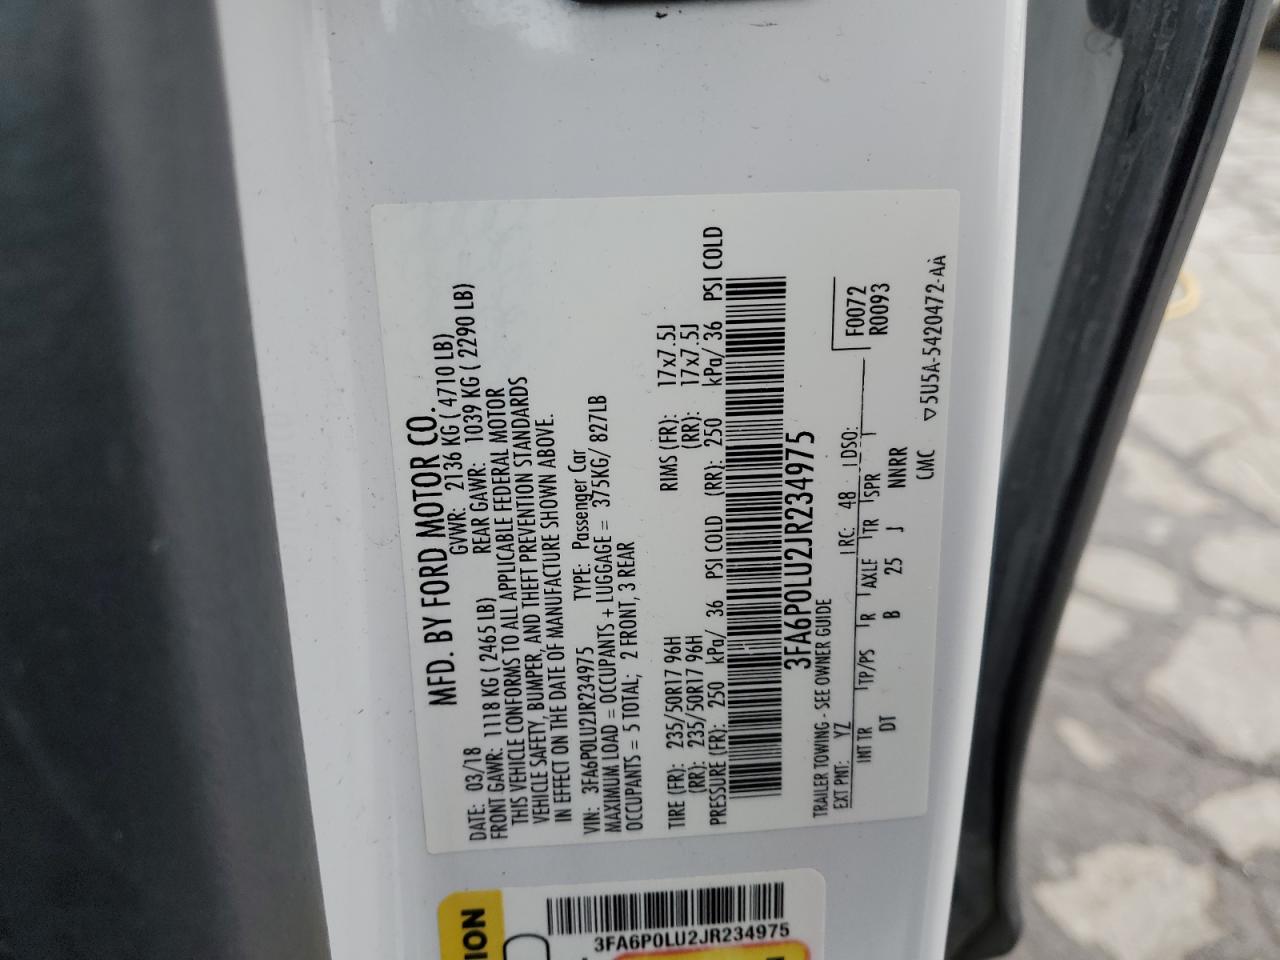 MFD. BY FORD MOTOR CO.
DATE: 03/18 GVWR: 2136 KG ( 4710 LB)
FRONT GAWR: 1118 KG ( 2465 LB) REAR GAWR: 1039 KG ( 2290 LB)
THIS VEHICLE CONFORMS TO ALL APPLICABLE FEDERAL MOTOR
VEHICLE SAFETY, BUMPER, AND THEFT PREVENTION STANDARDS
IN EFFECT ON THE DATE OF MANUFACTURE SHOWN ABOVE.
VIN: 3FA6P0LU2JR234975 TYPE: Passenger Car
MAXIMUM LOAD = OCCUPANTS + LUGGAGE = 375KG/ 827LB
OCCUPANTS = 5 TOTAL; 2 FRONT, 3 REAR
TIRE (FR): 235/50R17 96H RIMS (FR): 17x7.5J
(RR): 235/50R17 96H (RR): 17x7.5J
PRESSURE (FR): 250 kPa/ 36 PSI COLD (RR): 250 kPa/ 36 PSI COLD
3FA6P0LU2JR234975
TRAILER TOWING - SEE OWNER GUIDE
EXT PNT: YZ RC: 48 DSO: F0072
INT TR TP/PS R AXLE TR SPR R0093
DT B 25 J NNRR
CMC ▽5U5A-5420472-AA
ION
3FA6P0LU2JR234975